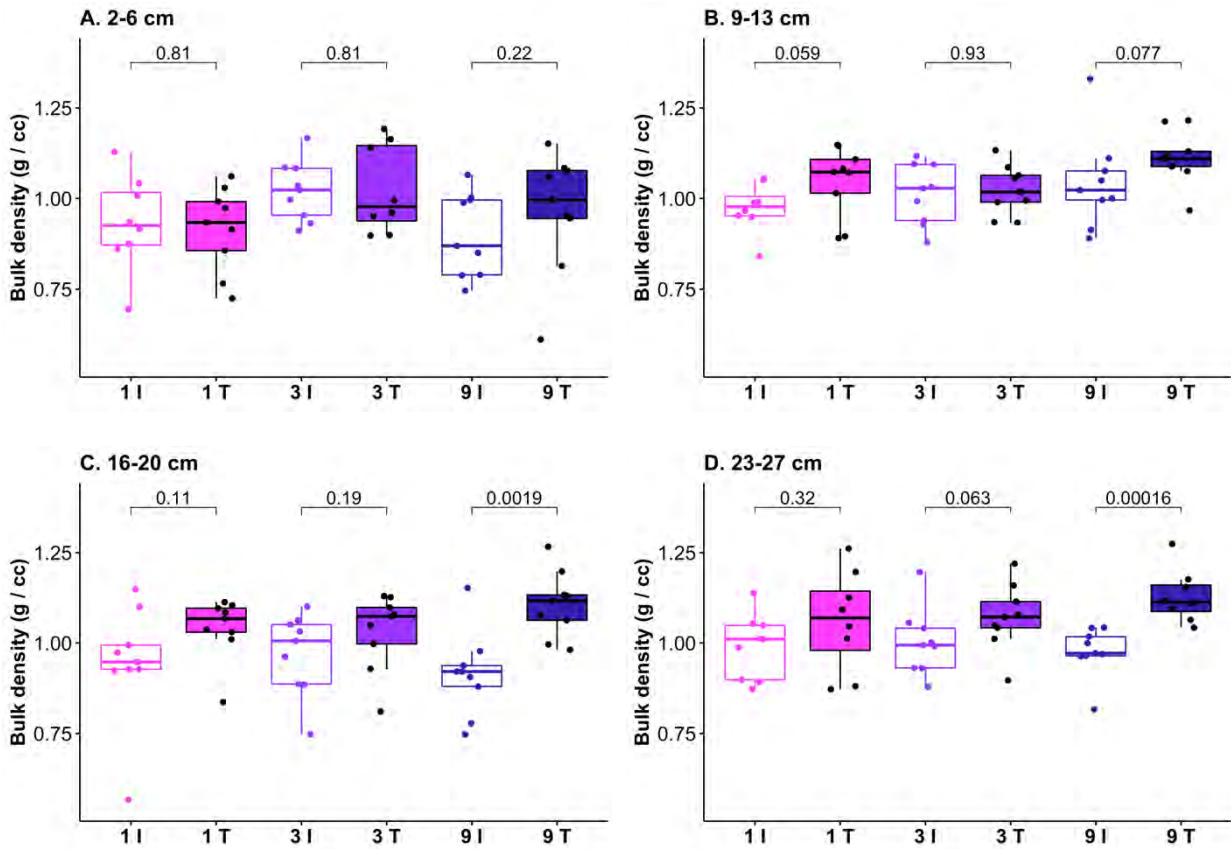 A. 2-6 cm
0.81 0.81 0.22
1.25
1.00
0.75
Bulk density (g / cc)
1 I 1 T 3 I 3 T 9 I 9 T
B. 9-13 cm
0.059 0.93 0.077
1.25
1.00
0.75
Bulk density (g / cc)
1 I 1 T 3 I 3 T 9 I 9 T
C. 16-20 cm
0.11 0.19 0.0019
1.25
1.00
0.75
Bulk density (g / cc)
1 I 1 T 3 I 3 T 9 I 9 T
D. 23-27 cm
0.32 0.063 0.00016
1.25
1.00
0.75
Bulk density (g / cc)
1 I 1 T 3 I 3 T 9 I 9 T